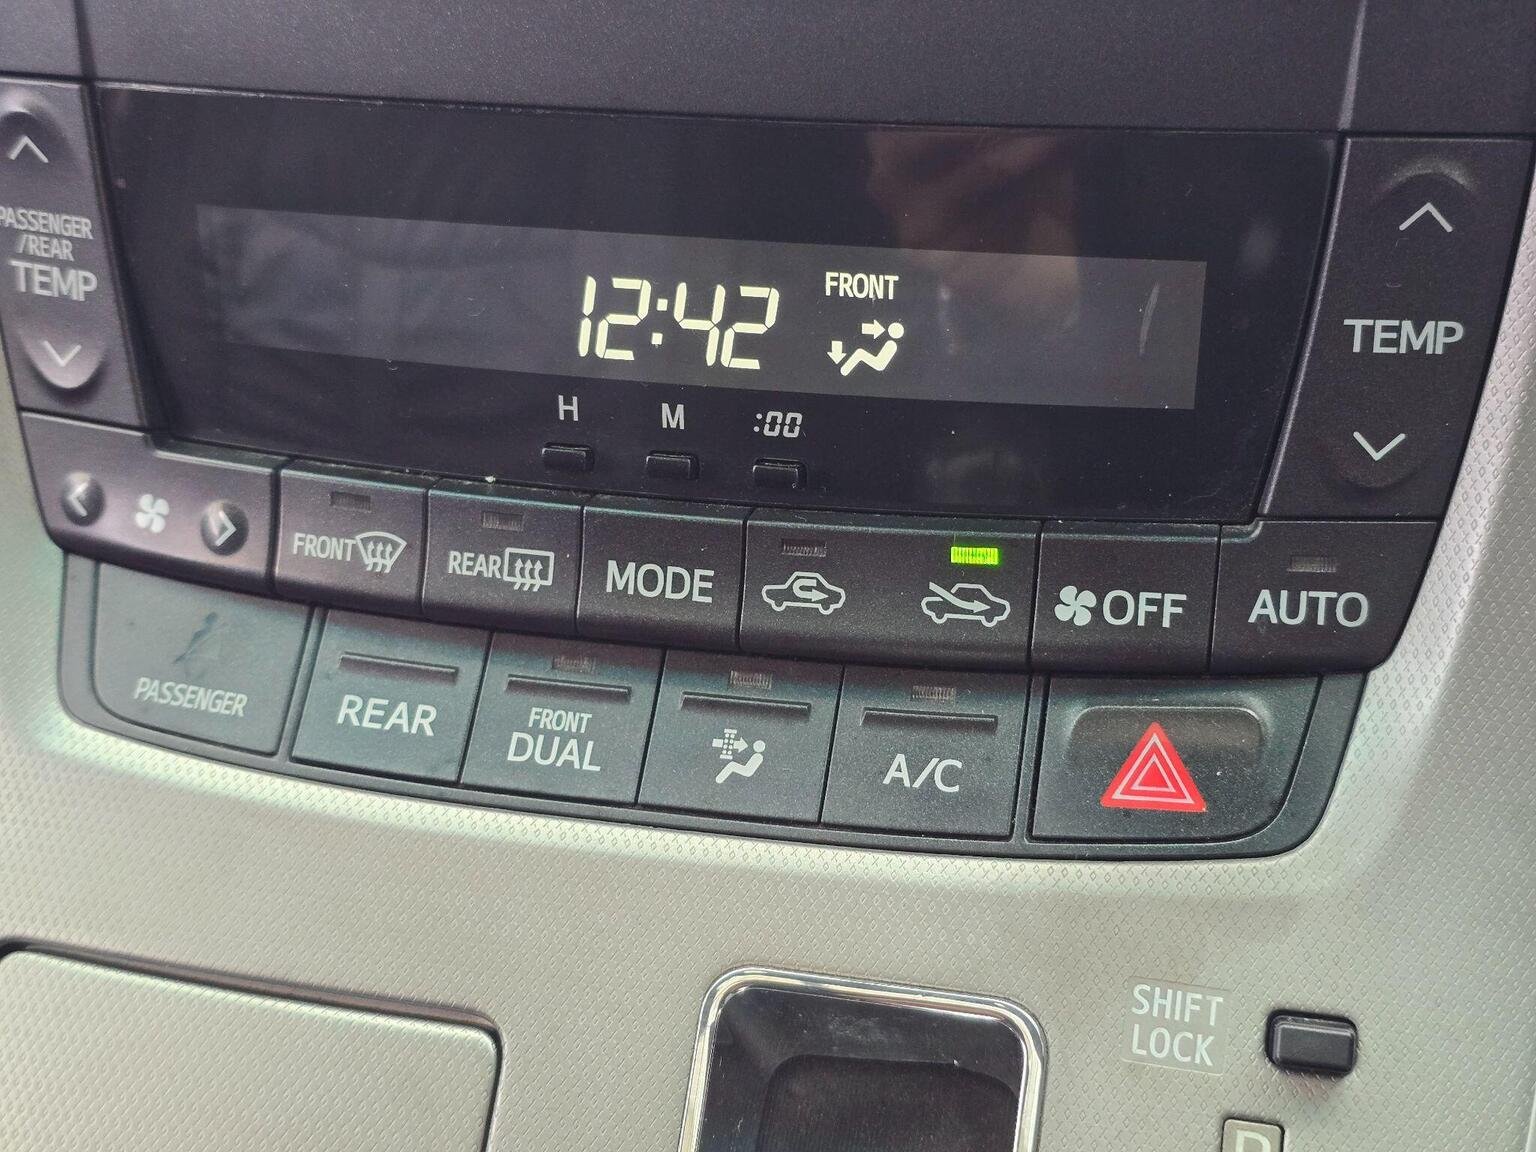 PASSENGER
/REAR
TEMP
12:42
FRONT
TEMP
H M :00
FRONT
REAR
MODE
OFF
AUTO
PASSENGER
REAR
FRONT
DUAL
A/C
SHIFT
LOCK